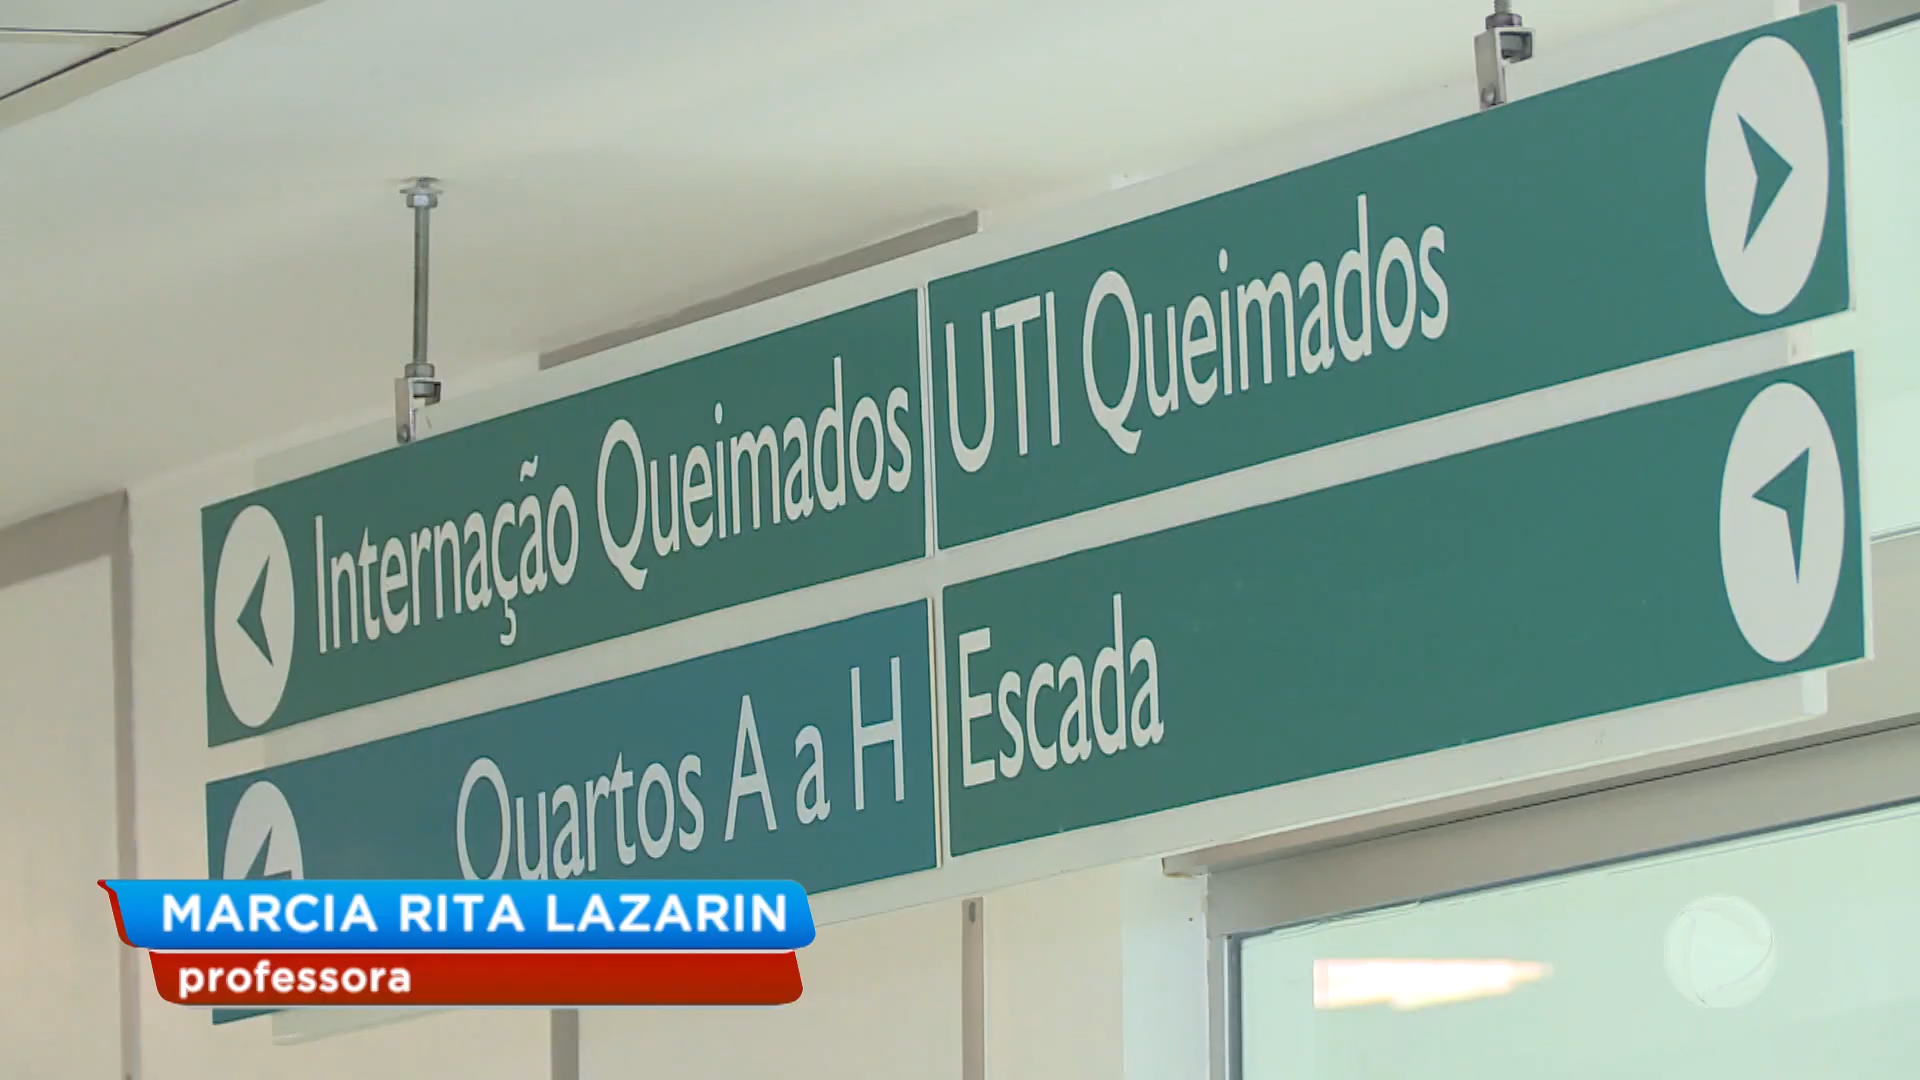 Internação Queimados
UTI Queimados
Quartos A a H
Escada
MARCIA RITA LAZARIN
professora